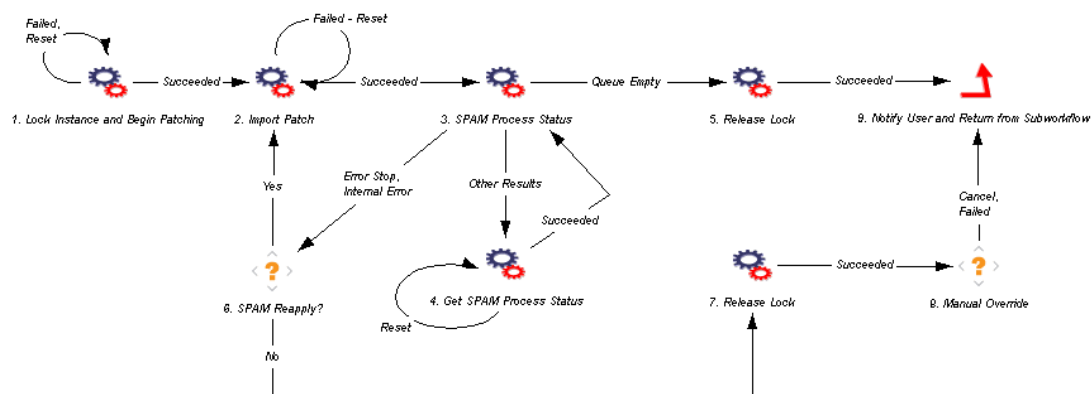 Failed,
Reset
Failed - Reset
Succeeded
Succeeded
Queue Empty
Succeeded
1. Lock Instance and Begin Patching
2. Import Patch
3. SPAM Process Status
5. Release Lock
9. Notify User and Return from Subworkflow
Yes
Error Stop,
Internal Error
Other Results
Succeeded
Cancel,
Failed
Succeeded
6. SPAM Reapply?
4. Get SPAM Process Status
7. Release Lock
8. Manual Override
Reset
No